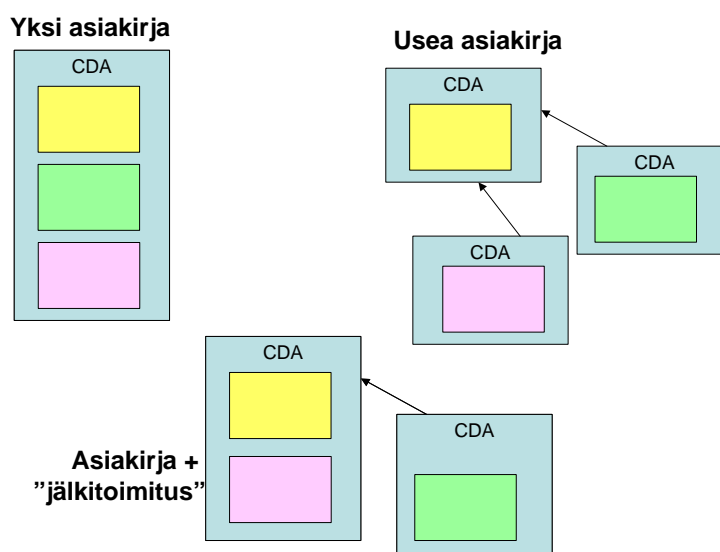 Yksi asiakirja
CDA
Usea asiakirja
CDA
CDA
CDA
CDA
CDA
Asiakirja +
”jälkitoimitus”